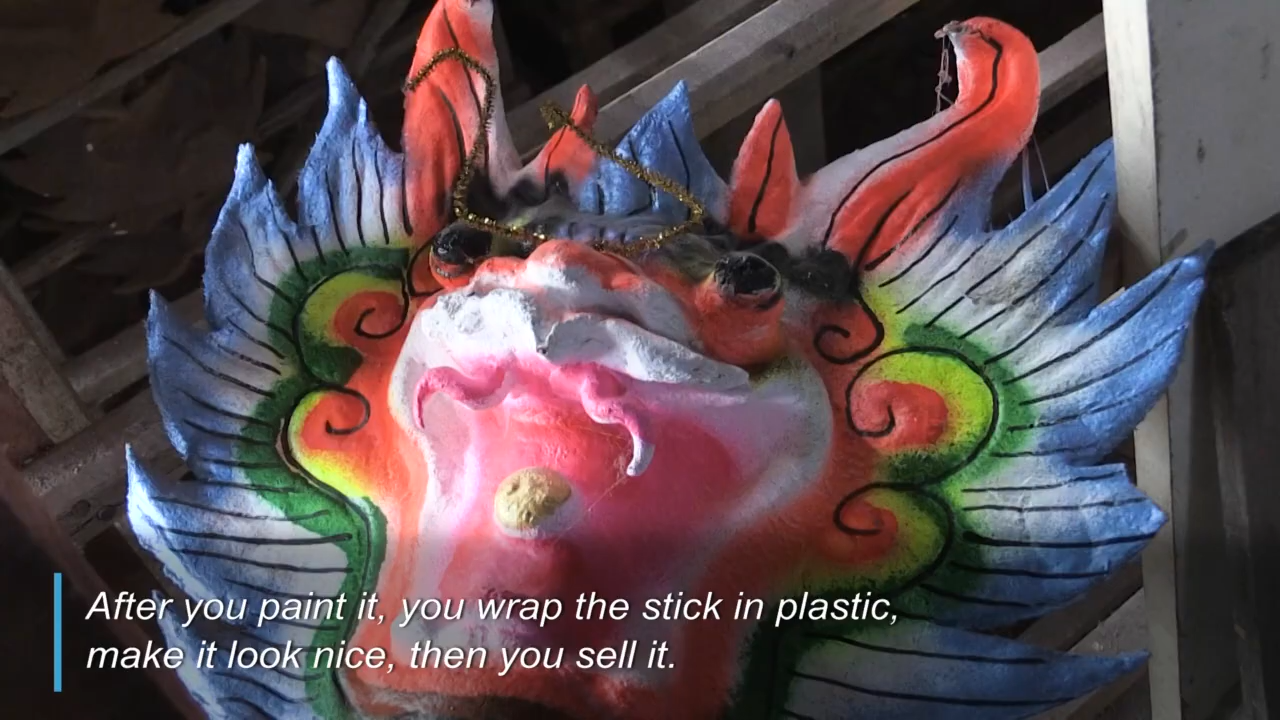 After you paint it, you wrap the stick in plastic,
make it look nice, then you sell it.